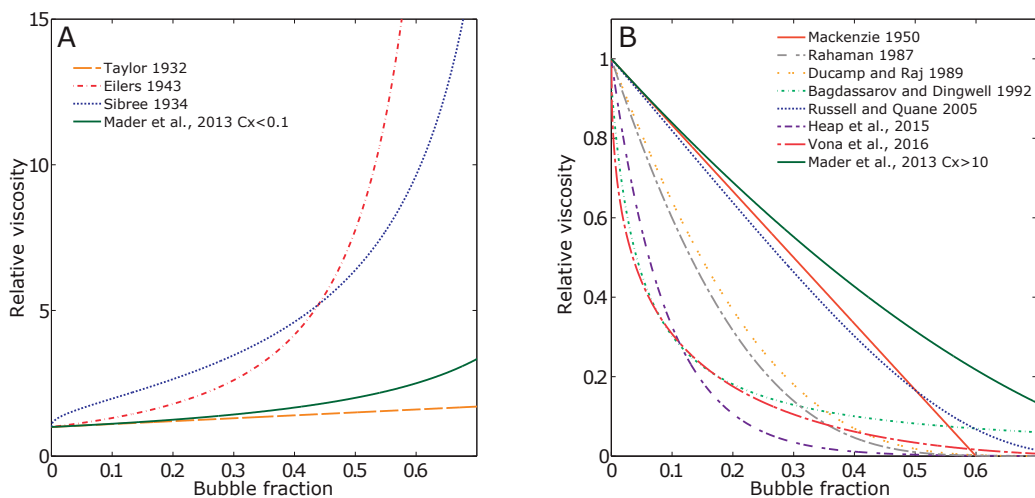 A
Taylor 1932
Eilers 1943
Sibree 1934
Mader et al., 2013 Cx<0.1
15
10
5
0
0
0.1
0.2
0.3
0.4
0.5
0.6
Relative viscosity
Bubble fraction
B
Mackenzie 1950
Rahaman 1987
Ducamp and Raj 1989
Bagdassarov and Dingwell 1992
Russell and Quane 2005
Heap et al., 2015
Vona et al., 2016
Mader et al., 2013 Cx>10
1
0.8
0.6
0.4
0.2
0
0
0.1
0.2
0.3
0.4
0.5
0.6
Relative viscosity
Bubble fraction